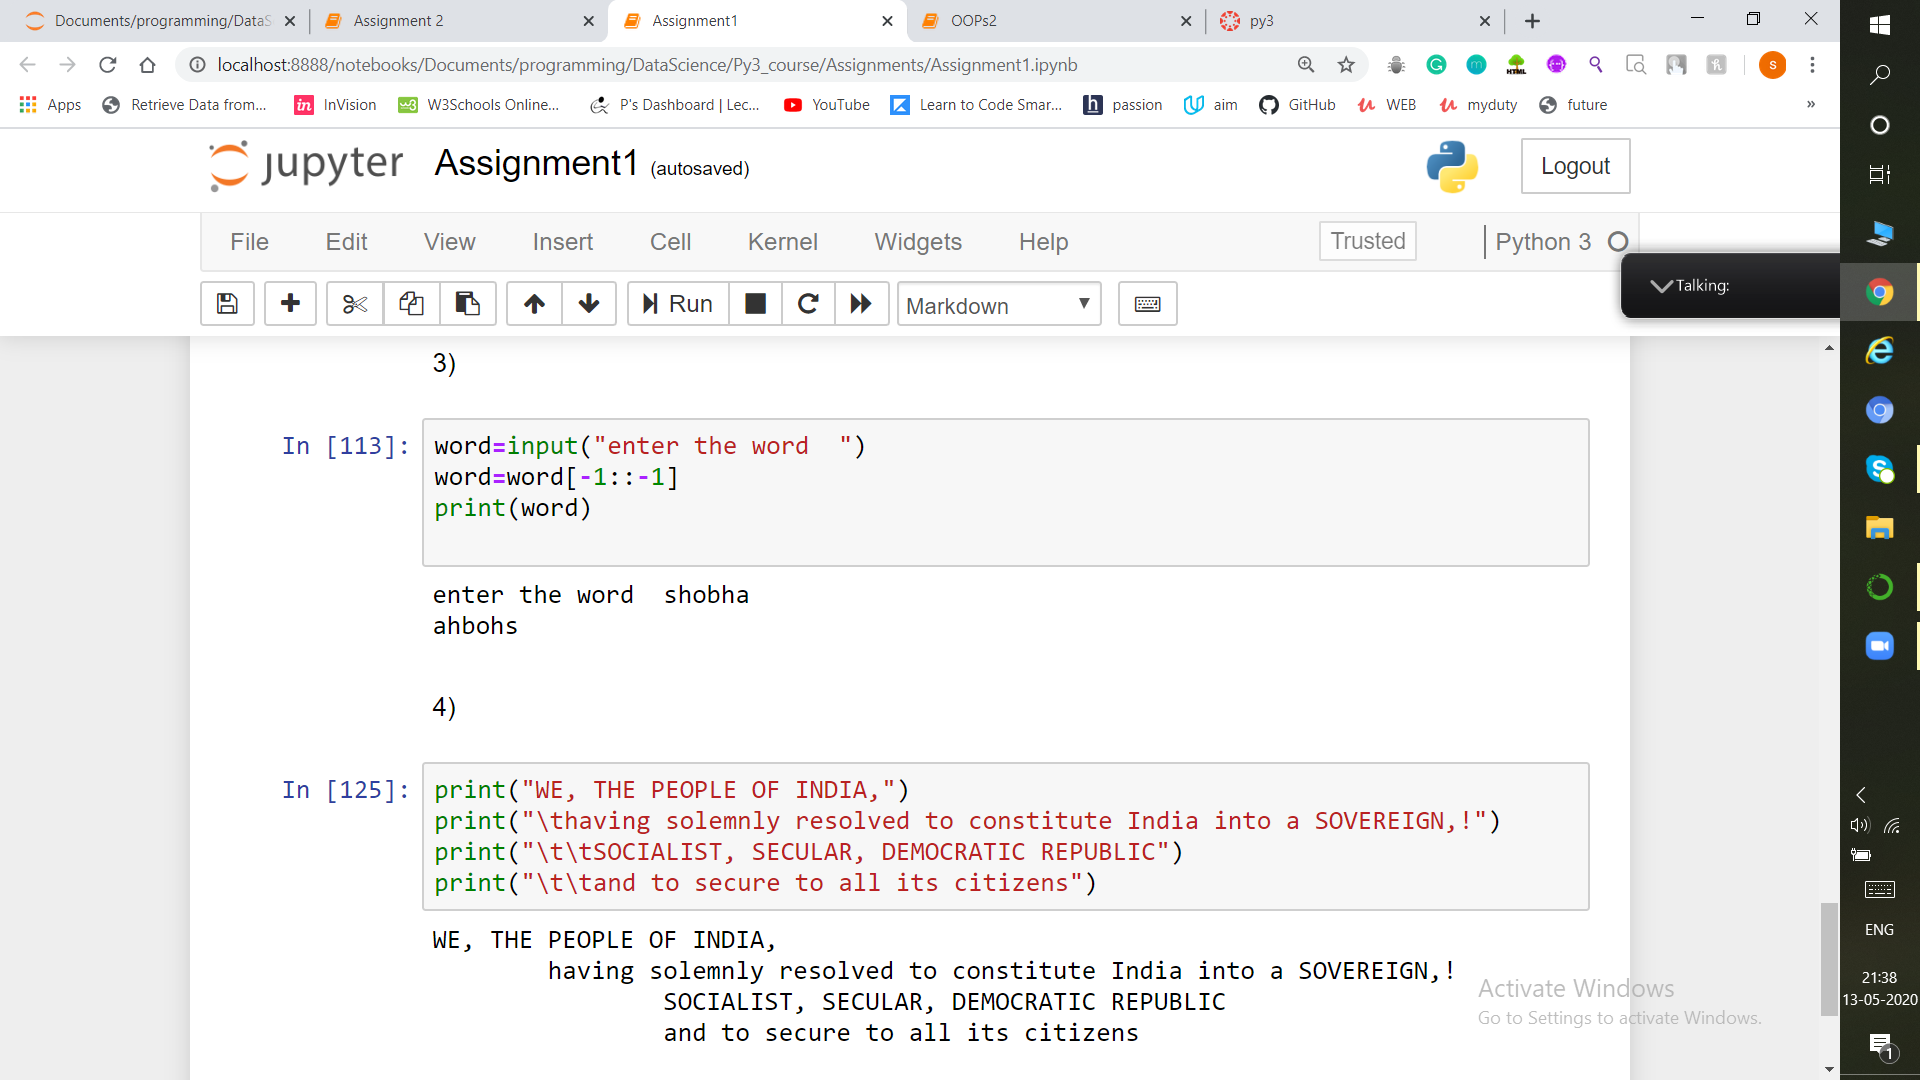 Documents/programming/DataS
Assignment 2
Assignment1
OOPs2
py3
localhost:8888/notebooks/Documents/programming/DataScience/Py3_course/Assignments/Assignment1.ipynb
Apps
Retrieve Data from...
InVision
W3Schools Online...
P's Dashboard | Lec...
YouTube
Learn to Code Smar...
passion
aim
GitHub
WEB
myduty
future
»
jupyter Assignment1 (autosaved)
Logout
File Edit View Insert Cell Kernel Widgets Help
Trusted
Python 3
Talking:
Run
Markdown
3)
In [113]:
word=input("enter the word  ")
word=word[-1::-1]
print(word)
enter the word  shobha
ahbohs
4)
In [125]:
print("WE, THE PEOPLE OF INDIA,")
print("\thaving solemnly resolved to constitute India into a SOVEREIGN,!")
print("\t\tSOCIALIST, SECULAR, DEMOCRATIC REPUBLIC")
print("\t\tand to secure to all its citizens")
WE, THE PEOPLE OF INDIA,
        having solemnly resolved to constitute India into a SOVEREIGN,!
                SOCIALIST, SECULAR, DEMOCRATIC REPUBLIC
                and to secure to all its citizens
Activate Windows
Go to Settings to activate Windows.
ENG
21:38
13-05-2020
1